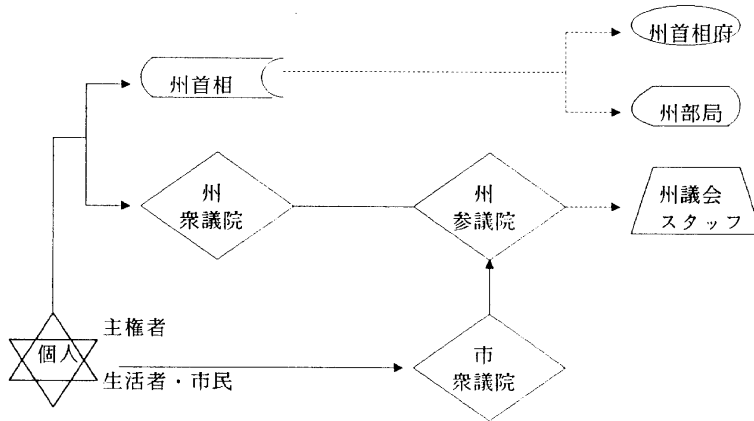 州首相府
州首相
州部局
州
衆議院
州
参議院
州議会
スタッフ
主権者
個人
生活者・市民
市
衆議院